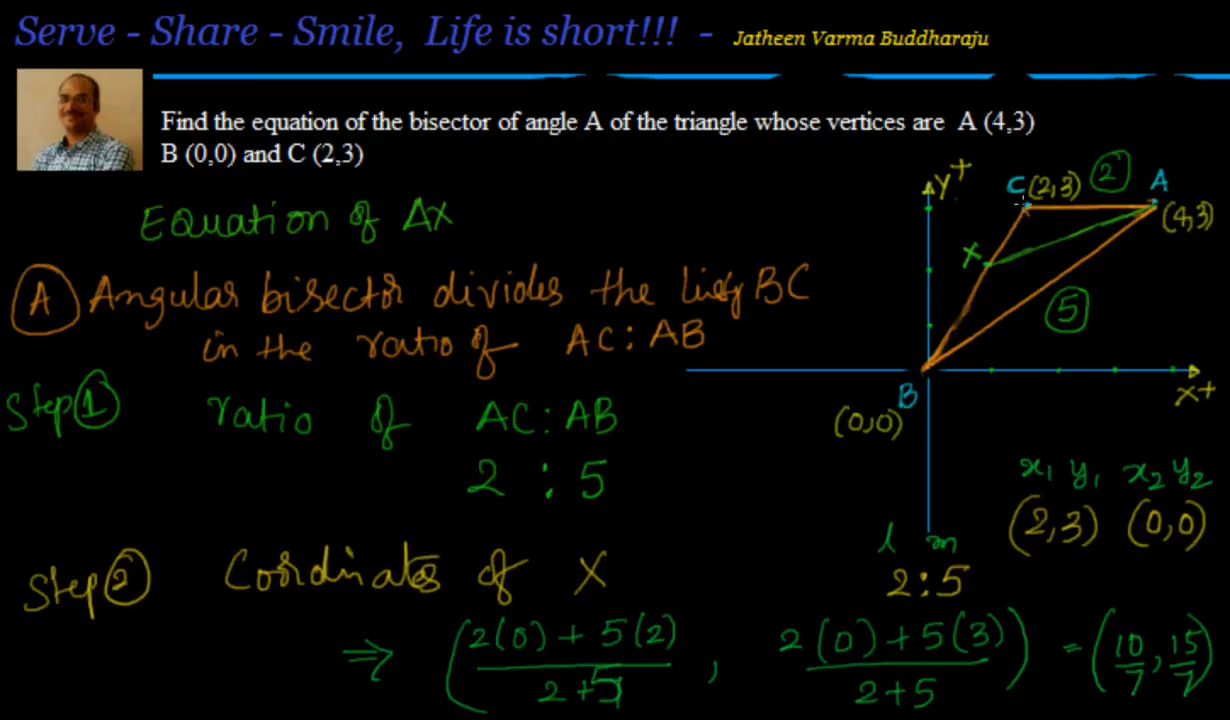 Serve - Share - Smile, Life is short!!! - Jatheen Varma Buddharaju
Find the equation of the bisector of angle A of the triangle whose vertices are A (4,3)
B (0,0) and C (2,3)
Equation of AX
A Angular bisector divides the line BC
in the ratio of AC : AB
Step 1 ratio of AC : AB
2 : 5
Step 2 Coordinates of X
⇒ (2(0) + 5(2) / 2+5 , 2(0) + 5(3) / 2+5) = (10/7, 15/7)
Y+
C (2,3) 2 A
(4,3)
X
5
B
X+
(0,0)
x1 y1 x2 y2
(2,3) (0,0)
l m
2 : 5